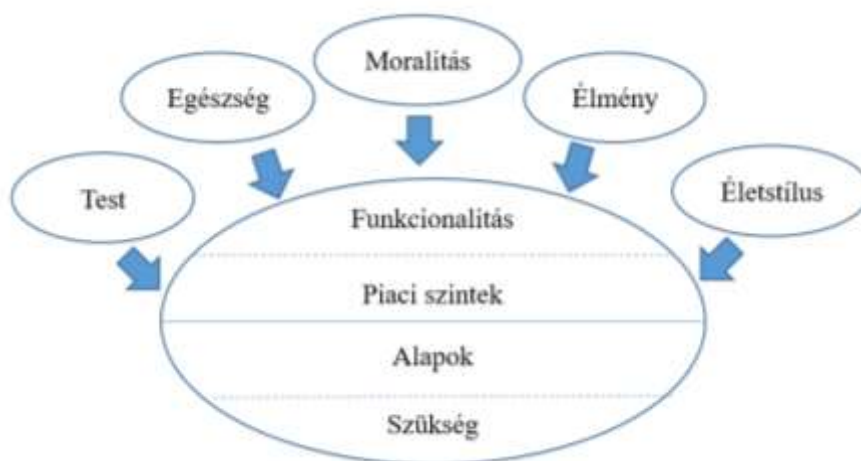 Moralitás
Egészség
Élmény
Test
Életstílus
Funkcionalitás
Piaci szintek
Alapok
Szükség